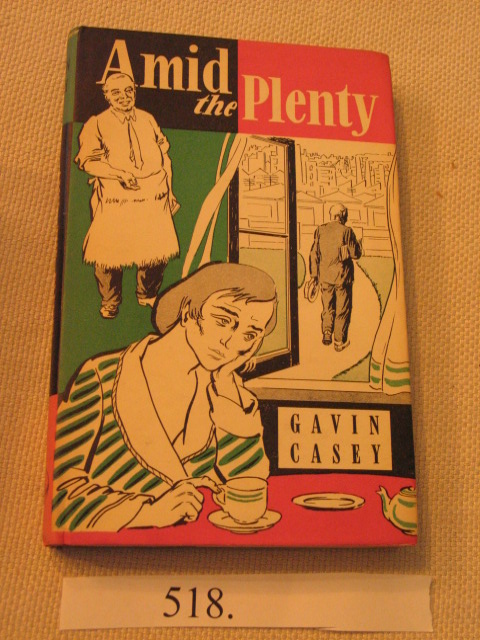 Amid
the Plenty
GAVIN
CASEY
518.